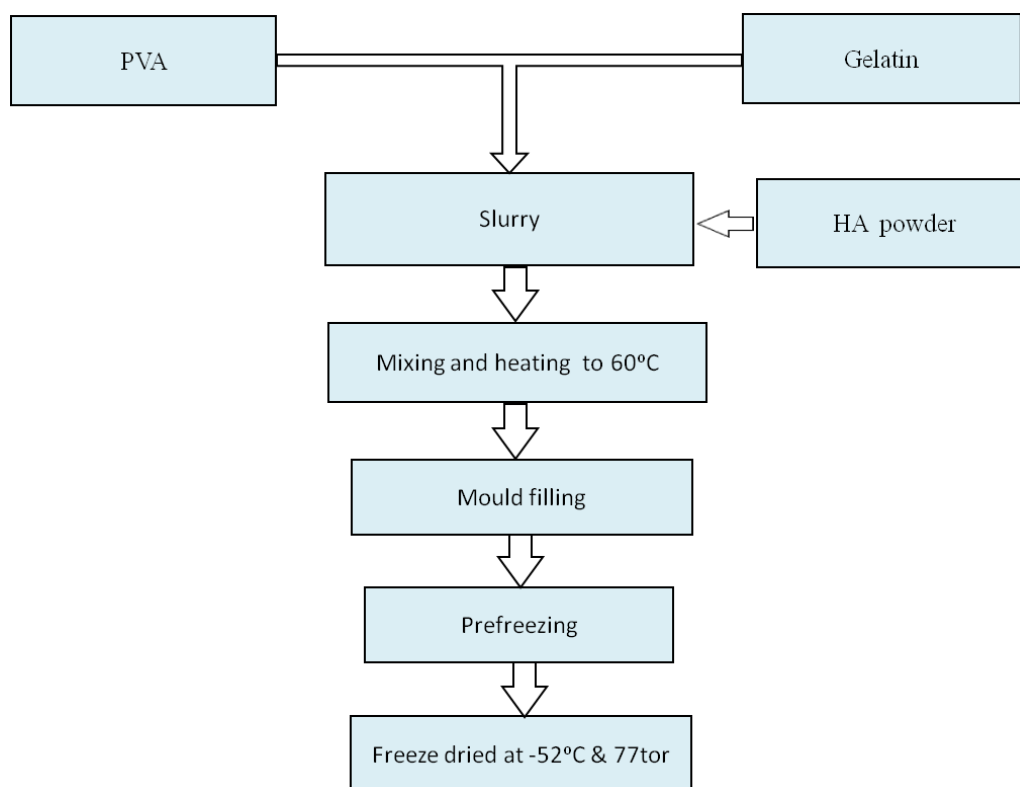 PVA
Gelatin
Slurry
HA powder
Mixing and heating to 60ºC
Mould filling
Prefreezing
Freeze dried at -52ºC & 77tor